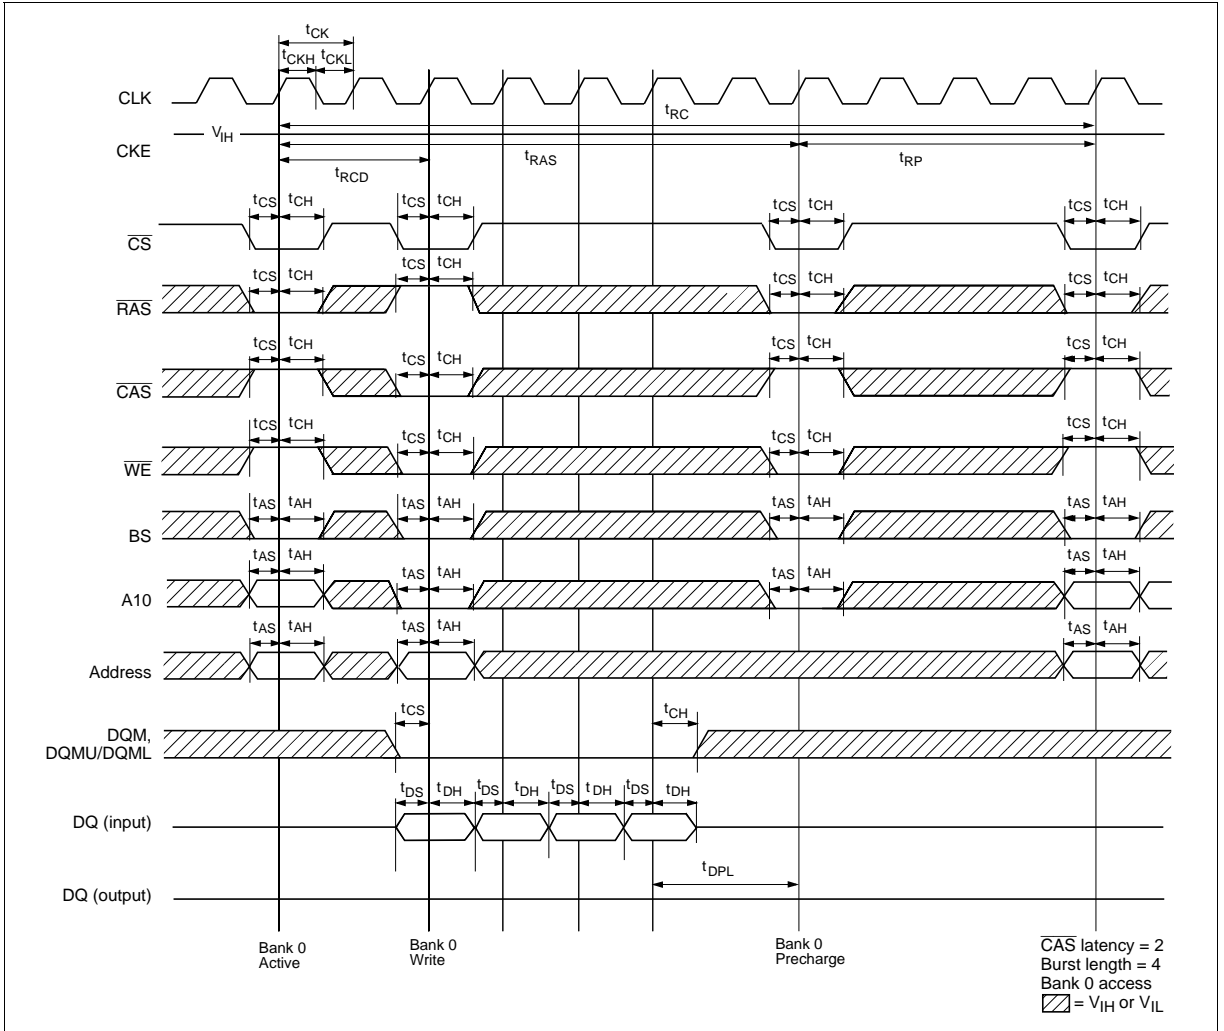 tCK
tCKH tCKL
CLK
tRC
VIH
CKE
tRAS tRP
tRCD
tCS tCH tCS tCH tCS tCH tCS tCH
CS
tCS tCH tCS tCH tCS tCH tCS tCH
RAS
tCS tCH tCS tCH tCS tCH tCS tCH
CAS
tCS tCH tCS tCH tCS tCH tCS tCH
WE
tAS tAH tAS tAH tAS tAH tAS tAH
BS
tAS tAH tAS tAH tAS tAH tAS tAH
A10
tAS tAH tAS tAH tAS tAH
Address
tCS tCH
DQM,
DQMU/DQML
tDS tDH tDS tDH tDS tDH tDS tDH
DQ (input)
tDPL
DQ (output)
Bank 0
Active
Bank 0
Write
Bank 0
Precharge
CAS latency = 2
Burst length = 4
Bank 0 access
= VIH or VIL